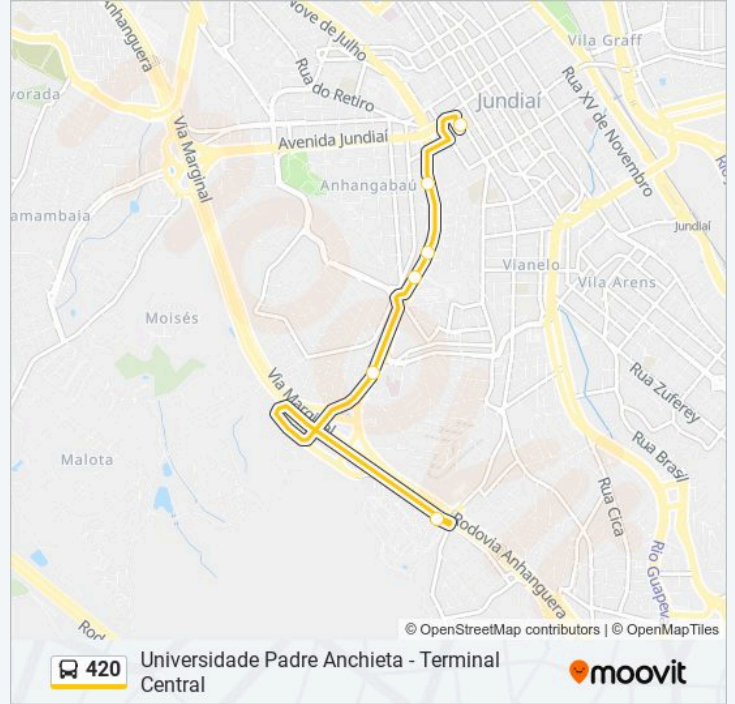 Anhanguera
Nove de Julho
Vila Graff
Rua do Retiro
Jundiaí
Rua XV de Novembro
vorada
Via Marginal
Avenida Jundiaí
Anhangabaú
amambaia
Jundiaí
Vianelo
Vila Arens
Moisés
Rua Zuferey
Via Marginal
Rua Brasil
Malota
Rua Cica
Rodovia Anhanguera
Rio Guapev.
Rod
© OpenStreetMap contributors | © OpenMapTiles
420
Universidade Padre Anchieta - Terminal
Central
moovit